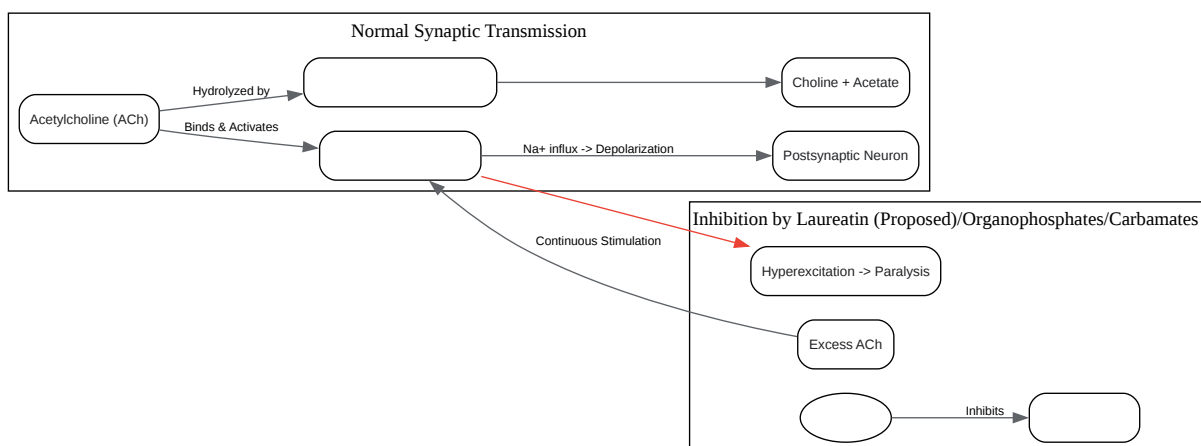 Normal Synaptic Transmission
Hydrolyzed by
Choline + Acetate
Acetylcholine (ACh)
Binds & Activates
Na+ influx -> Depolarization
Postsynaptic Neuron
Inhibition by Laureatin (Proposed)/Organophosphates/Carbamates
Continuous Stimulation
Hyperexcitation -> Paralysis
Excess ACh
Inhibits